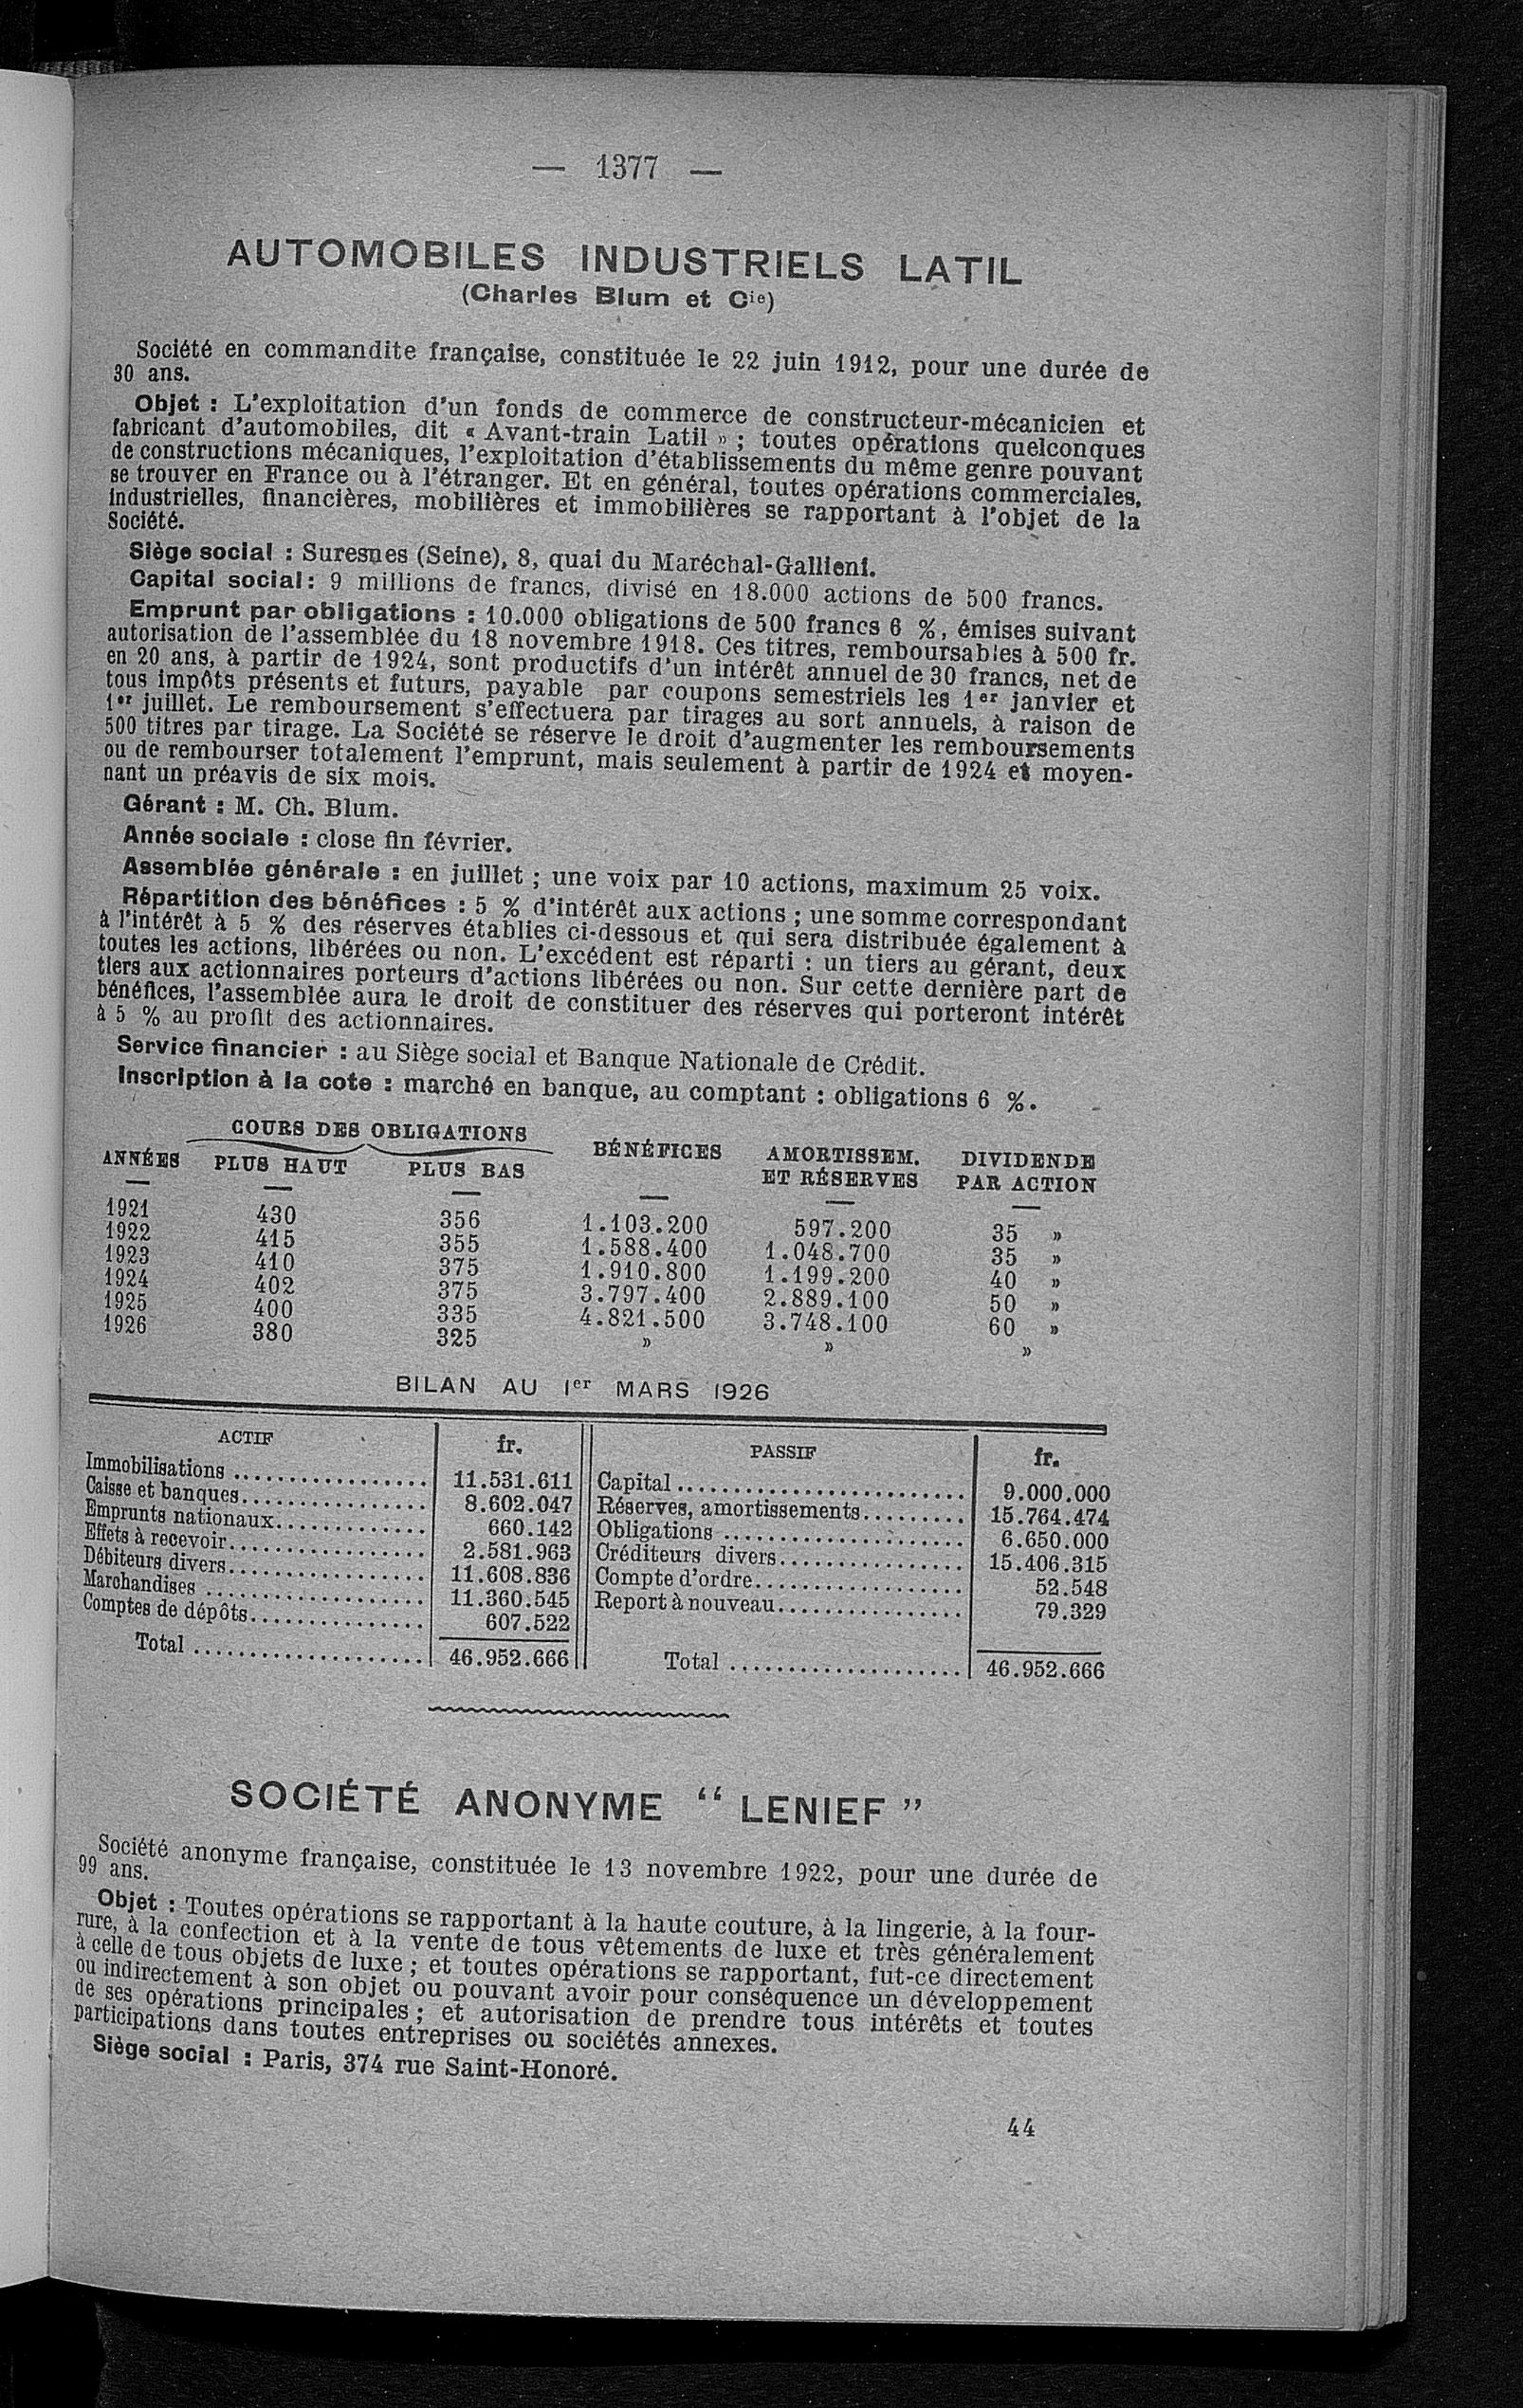 — 1377 —
AUTOMOBILES INDUSTRIELS LATIL
(Charles Blum et Cie)
Société en commandite française, constituée le 22 juin 1912, pour une durée de
30 ans.
Objet : L'exploitation d'un fonds de commerce de constructeur-mécanicien et
fabricant d'automobiles, dit « Avant-train Latil » ; toutes opérations quelconques
de constructions mécaniques, l'exploitation d'établissements du même genre pouvant
se trouver en France ou à l'étranger. Et en général, toutes opérations commerciales,
industrielles, financières, mobilières et immobilières se rapportant à l'objet de la
Société.
Siège social : Suresnes (Seine), 8, quai du Maréchal-Gallieni.
Capital social : 9 millions de francs, divisé en 18.000 actions de 500 francs.
Emprunt par obligations : 10.000 obligations de 500 francs 6 %, émises suivant
autorisation de l'assemblée du 18 novembre 1918. Ces titres, remboursables à 500 fr.
en 20 ans, à partir de 1924, sont productifs d'un intérêt annuel de 30 francs, net de
tous impôts présents et futurs, payable par coupons semestriels les 1er janvier et
1er juillet. Le remboursement s'effectuera par tirages au sort annuels, à raison de
500 titres par tirage. La Société se réserve le droit d'augmenter les remboursements
ou de rembourser totalement l'emprunt, mais seulement à partir de 1924 et moyen-
nant un préavis de six mois.
Gérant : M. Ch. Blum.
Année sociale : close fin février.
Assemblée générale : en juillet ; une voix par 10 actions, maximum 25 voix.
Répartition des bénéfices : 5 % d'intérêt aux actions ; une somme correspondant
à l'intérêt à 5 % des réserves établies ci-dessous et qui sera distribuée également à
toutes les actions, libérées ou non. L'excédent est réparti : un tiers au gérant, deux
tiers aux actionnaires porteurs d'actions libérées ou non. Sur cette dernière part de
bénéfices, l'assemblée aura le droit de constituer des réserves qui porteront intérêt
à 5 % au profit des actionnaires.
Service financier : au Siège social et Banque Nationale de Crédit.
Inscription à la cote : marché en banque, au comptant : obligations 6 %.
COURS DES OBLIGATIONS
ANNÉES PLUS HAUT PLUS BAS BÉNÉFICES AMORTISSEM. ET RÉSERVES DIVIDENDE PAR ACTION
1921 430 356 1.103.200 597.200 35 »
1922 415 355 1.588.400 1.048.700 35 »
1923 410 375 1.910.800 1.199.200 40 »
1924 402 375 3.797.400 2.889.100 50 »
1925 400 335 4.821.500 3.748.100 60 »
1926 380 325 » » »
BILAN AU 1er MARS 1926
ACTIF fr. PASSIF fr.
Immobilisations ................. 11.531.611 Capital ......................... 9.000.000
Caisse et banques................ 8.602.047 Réserves, amortissements......... 15.764.474
Emprunts nationaux............. 660.142 Obligations ..................... 6.650.000
Effets à recevoir.................. 2.581.963 Créditeurs divers................ 15.406.315
Débiteurs divers.................. 11.608.836 Compte d'ordre.................. 52.548
Marchandises .................... 11.360.545 Report à nouveau................ 79.329
Comptes de dépôts............... 607.522
Total .................... 46.952.666 Total .................... 46.952.666
SOCIÉTÉ ANONYME “ LENIEF ”
Société anonyme française, constituée le 13 novembre 1922, pour une durée de
99 ans.
Objet : Toutes opérations se rapportant à la haute couture, à la lingerie, à la four-
rure, à la confection et à la vente de tous vêtements de luxe et très généralement
à celle de tous objets de luxe ; et toutes opérations se rapportant, fut-ce directement
ou indirectement à son objet ou pouvant avoir pour conséquence un développement
de ses opérations principales ; et autorisation de prendre tous intérêts et toutes
participations dans toutes entreprises ou sociétés annexes.
Siège social : Paris, 374 rue Saint-Honoré.
44